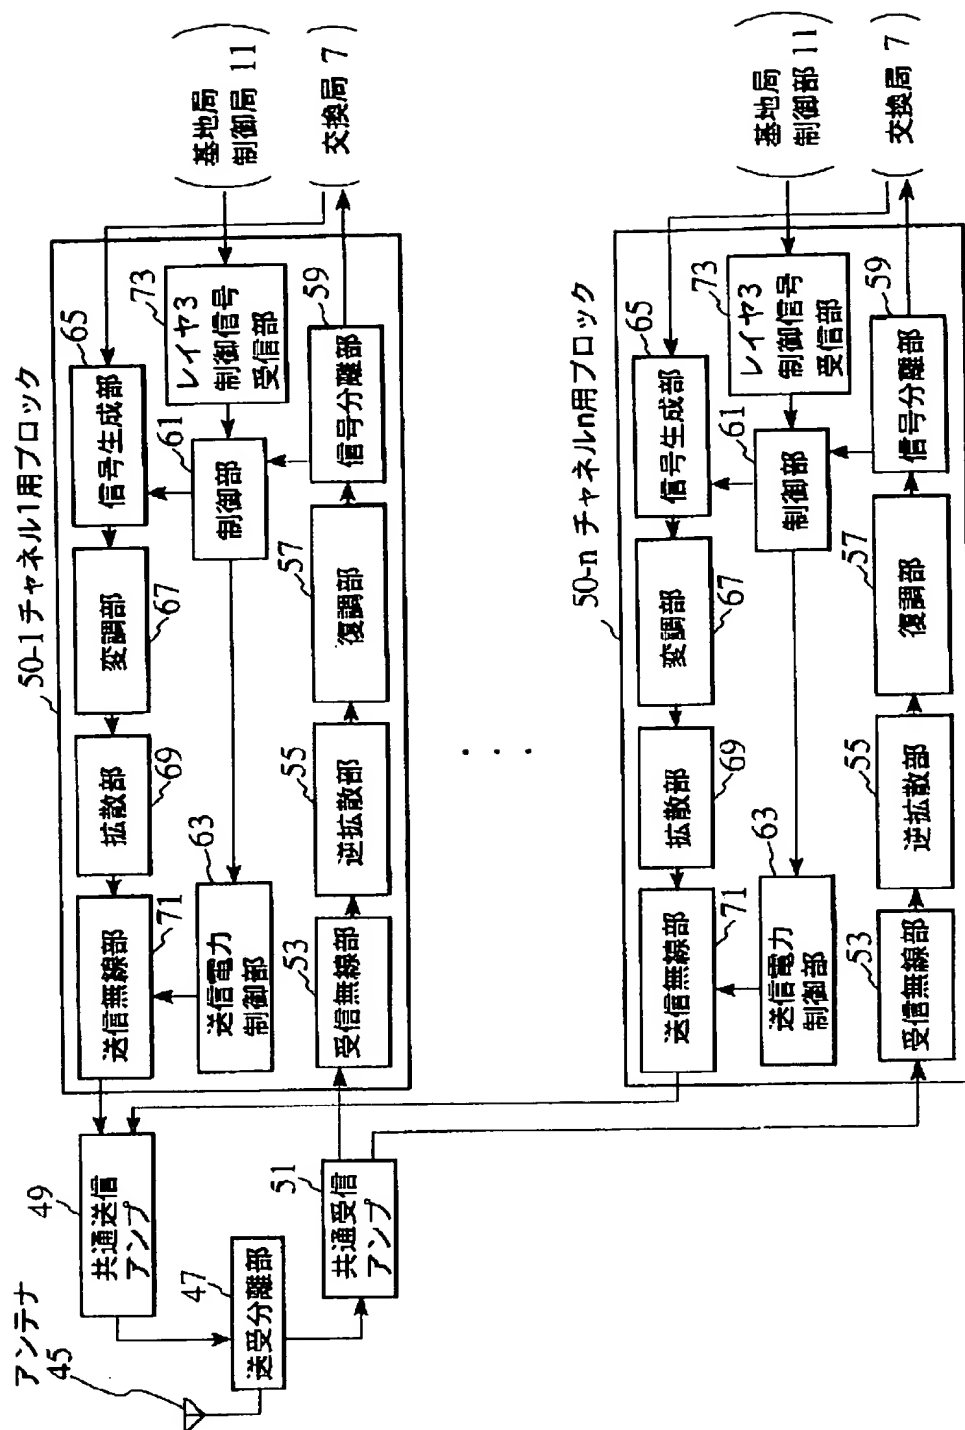 アンテナ
45
共通送信
アンプ
49
送受分離部
47
共通受信
アンプ
51
50-1 チャネル1用ブロック
送信無線部
71
拡散部
69
変調部
67
信号生成部
65
送信電力
制御部
63
制御部
61
レイヤ3
制御信号
受信部
73
受信無線部
53
逆拡散部
55
復調部
57
信号分離部
59
(基地局
制御局 11)
(交換局 7)
· · ·
50-n チャネルn用ブロック
送信無線部
71
拡散部
69
変調部
67
信号生成部
65
送信電力
制御部
63
制御部
61
レイヤ3
制御信号
受信部
73
受信無線部
53
逆拡散部
55
復調部
57
信号分離部
59
(基地局
制御部 11)
(交換局 7)